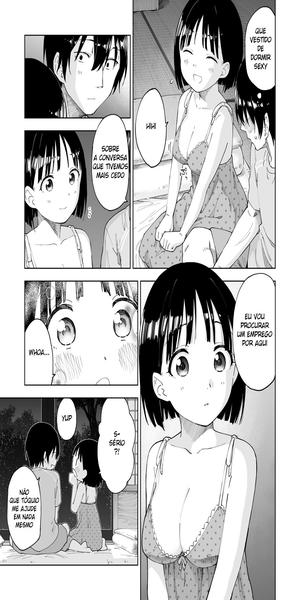 QUE
VESTIDO
DE
DORMIR
SEXY
HIHI
SOBRE
A CONVERSA
QUE TIVEMOS
MAIS CEDO
EU VOU
PROCURAR
UM EMPREGO
POR AQUI
WHOA...
S-
SÉRIO
?!
YUP
NÃO
QUE TÓQUIO
ME AJUDE
EM NADA
MESMO